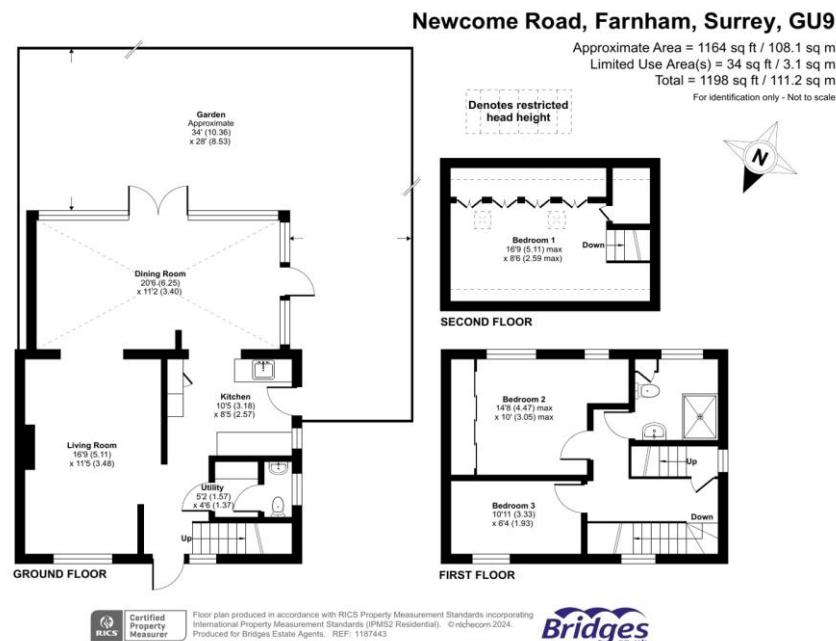 Newcome Road, Farnham, Surrey, GU9
Approximate Area = 1164 sq ft / 108.1 sq m
Limited Use Area(s) = 34 sq ft / 3.1 sq m
Total = 1198 sq ft / 111.2 sq m
For identification only - Not to scale
Denotes restricted
head height
N
Garden
Approximate
34' (10.36)
x 28' (8.53)
Dining Room
20'6 (6.25)
x 11'2 (3.40)
Kitchen
10'5 (3.18)
x 8'5 (2.57)
Living Room
16'9 (5.11)
x 11'5 (3.48)
Utility
5'2 (1.57)
x 4'6 (1.37)
Up
GROUND FLOOR
Bedroom 1
16'9 (5.11) max
x 8'6 (2.59 max)
Down
SECOND FLOOR
Bedroom 2
14'8 (4.47) max
x 10' (3.05) max
Up
Bedroom 3
10'11 (3.33)
x 6'4 (1.93)
Down
FIRST FLOOR
RICS
Certified
Property
Measurer
Floor plan produced in accordance with RICS Property Measurement Standards incorporating
International Property Measurement Standards (IPMS2 Residential). © nichecom 2024.
Produced for Bridges Estate Agents. REF: 1187443
Bridges